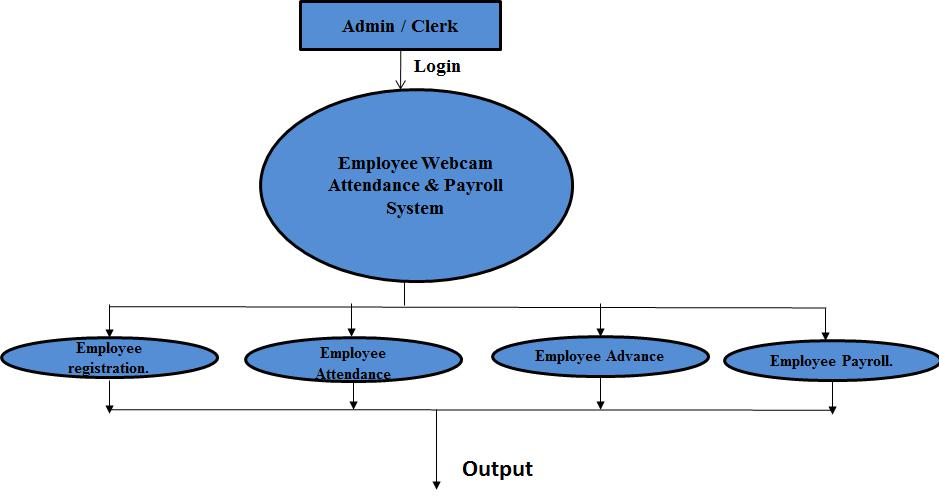 Admin / Clerk
Login
Employee Webcam
Attendance & Payroll
System
Employee
registration.
Employee
Attendance
Employee Advance
Employee Payroll.
Output